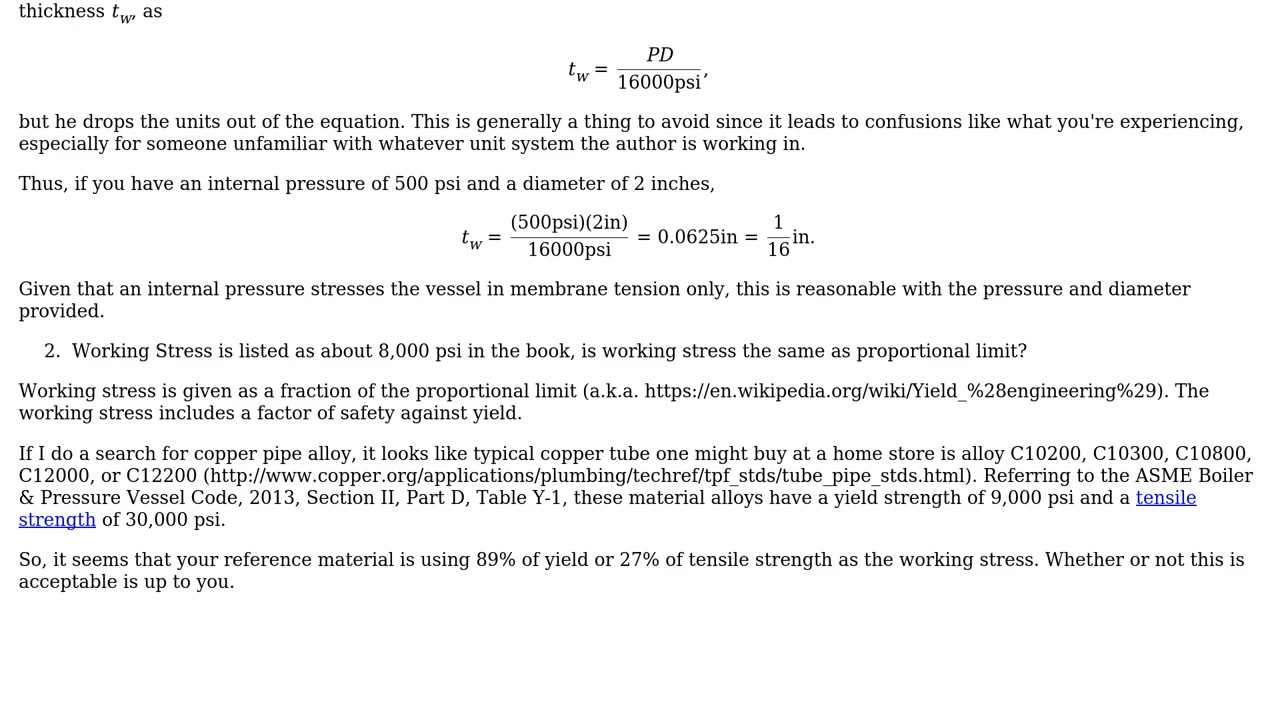 thickness t_w, as
t_w = PD / 16000psi,
but he drops the units out of the equation. This is generally a thing to avoid since it leads to confusions like what you're experiencing,
especially for someone unfamiliar with whatever unit system the author is working in.
Thus, if you have an internal pressure of 500 psi and a diameter of 2 inches,
t_w = (500psi)(2in) / 16000psi = 0.0625in = 1/16 in.
Given that an internal pressure stresses the vessel in membrane tension only, this is reasonable with the pressure and diameter
provided.
2. Working Stress is listed as about 8,000 psi in the book, is working stress the same as proportional limit?
Working stress is given as a fraction of the proportional limit (a.k.a. https://en.wikipedia.org/wiki/Yield_%28engineering%29). The
working stress includes a factor of safety against yield.
If I do a search for copper pipe alloy, it looks like typical copper tube one might buy at a home store is alloy C10200, C10300, C10800,
C12000, or C12200 (http://www.copper.org/applications/plumbing/techref/tpf_stds/tube_pipe_stds.html). Referring to the ASME Boiler
& Pressure Vessel Code, 2013, Section II, Part D, Table Y-1, these material alloys have a yield strength of 9,000 psi and a tensile
strength of 30,000 psi.
So, it seems that your reference material is using 89% of yield or 27% of tensile strength as the working stress. Whether or not this is
acceptable is up to you.